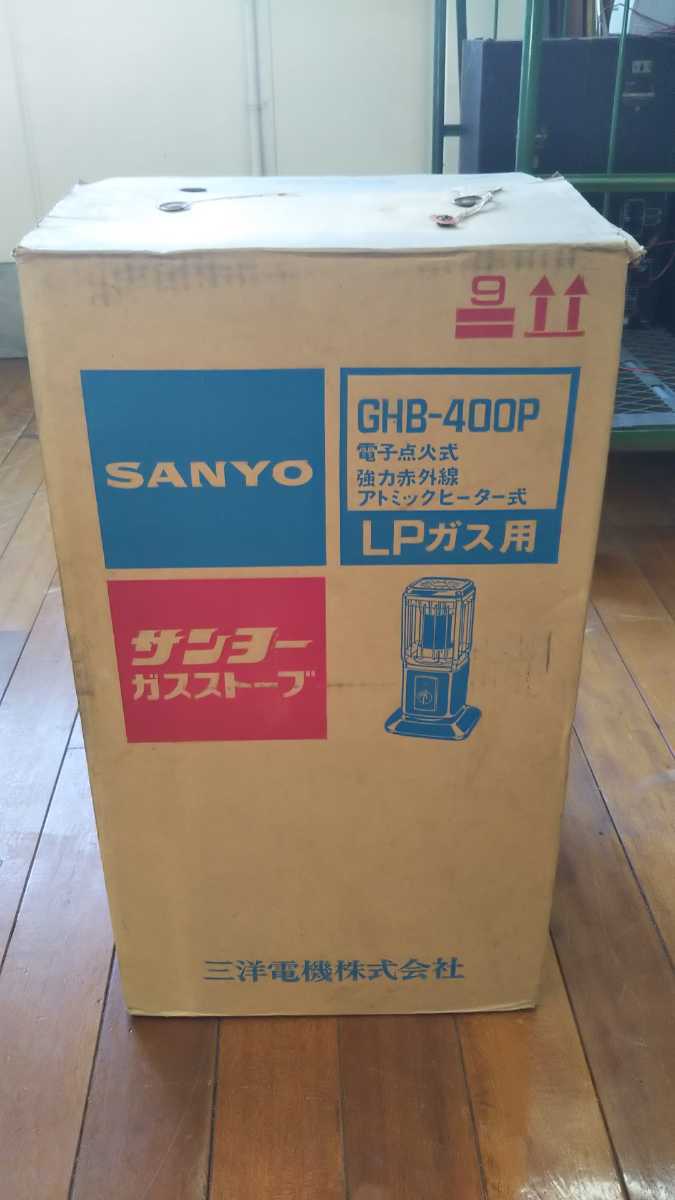 9
SANYO
GHB-400P
電子点火式
強力赤外線
アトミックヒーター式
LPガス用
サンヨー
ガスストーブ
三洋電機株式会社